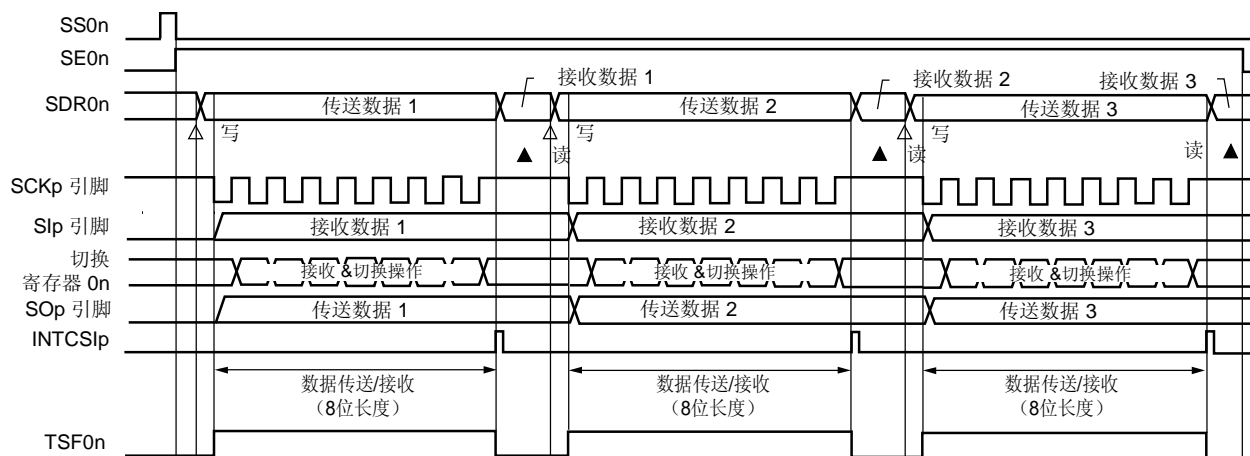 SS0n
SE0n
接收数据 1
接收数据 2
接收数据 3
SDR0n
传送数据 1
传送数据 2
传送数据 3
写
写
写
读
读
读
SCKp 引脚
SIp 引脚
接收数据 1
接收数据 2
接收数据 3
切换
寄存器 0n
接收 &切换操作
接收 &切换操作
接收 &切换操作
SOp 引脚
传送数据 1
传送数据 2
传送数据 3
INTCSIp
数据传送/接收
(8位长度)
数据传送/接收
(8位长度)
数据传送/接收
(8位长度)
TSF0n